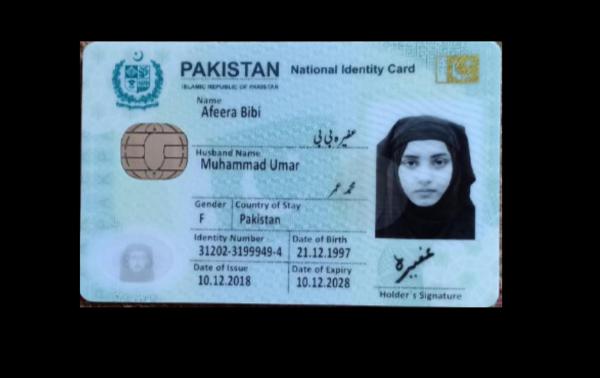 PAKISTAN National Identity Card
ISLAMIC REPUBLIC OF PAKISTAN
Name
Afeera Bibi
عفیرہ بی بی
Husband Name
Muhammad Umar
محمد عمر
Gender Country of Stay
F Pakistan
Identity Number Date of Birth
31202-3199949-4 21.12.1997
Date of Issue Date of Expiry
10.12.2018 10.12.2028
عفیرہ
Holder's Signature